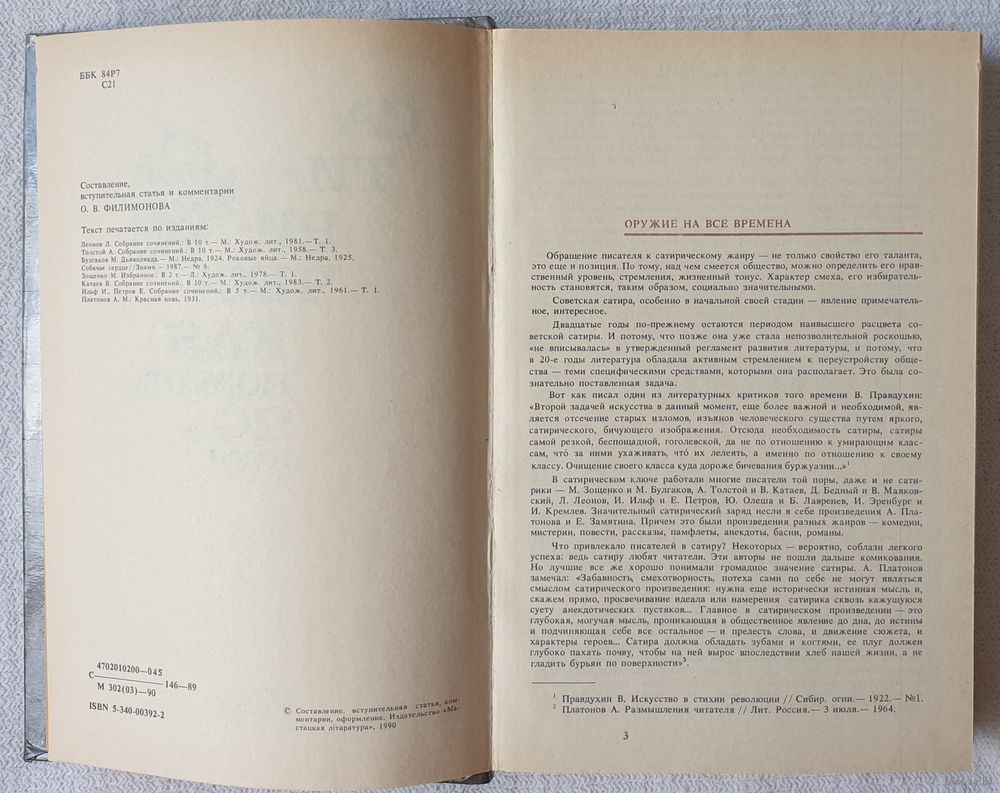 ББК 84Р7
С21
Составление,
вступительная статья и комментарии
О. В. ФИЛИМОНОВА
Текст печатается по изданиям:
Леонов Л. Собрание сочинений.: В 10 т.— М.: Худож. лит., 1981.— Т. 1.
Толстой А. Собрание сочинений.: В 10 т.— М.: Худож. лит., 1958.— Т. 3.
Булгаков М. Дьяволиада.— М.: Недра, 1924. Роковые яйца.— М.: Недра, 1925,
Собачье сердце//Знамя.— 1987.— № 6.
Зощенко М. Избранное.: В 2 т.— Л.: Худож. лит., 1978.— Т. 1.
Катаев В. Собрание сочинений.: В 10 т.— М.: Худож. лит., 1983.— Т. 2.
Ильф И., Петров Е. Собрание сочинений.: В 5 т.— М.: Худож. лит., 1961.— Т. 1.
Платонов А. М.: Красная новь, 1931.
4702010200—045
С————146—89
М 302(03)—90
ISBN 5-340-00392-2
© Составление, вступительная статья, ком-
ментарии, оформление. Издательство «Ма-
стацкая літаратура», 1990
ОРУЖИЕ НА ВСЕ ВРЕМЕНА
Обращение писателя к сатирическому жанру — не только свойство его таланта,
это еще и позиция. По тому, над чем смеется общество, можно определить его нрав-
ственный уровень, стремления, жизненный тонус. Характер смеха, его избиратель-
ность становятся, таким образом, социально значительными.
Советская сатира, особенно в начальной своей стадии — явление примечатель-
ное, интересное.
Двадцатые годы по-прежнему остаются периодом наивысшего расцвета со-
ветской сатиры. И потому, что позже она уже стала непозволительной роскошью,
«не вписывалась» в утвержденный регламент развития литературы, и потому, что
в 20-е годы литература обладала активным стремлением к переустройству обще-
ства — теми специфическими средствами, которыми она располагает. Это была со-
знательно поставленная задача.
Вот как писал один из литературных критиков того времени В. Правдухин:
«Второй задачей искусства в данный момент, еще более важной и необходимой, яв-
ляется отсечение старых изломов, изъянов человеческого существа путем яркого,
сатирического, бичующего изображения. Отсюда необходимость сатиры, сатиры
самой резкой, беспощадной, гоголевской, да не по отношению к умирающим клас-
сам, что́ за ними ухаживать, что́ их лелеять, а именно по отношению к своему
классу. Очищение своего класса куда дороже бичевания буржуазии...»¹
В сатирическом ключе работали многие писатели той поры, даже и не сати-
рики — М. Зощенко и М. Булгаков, А. Толстой и В. Катаев, Д. Бедный и В. Маяков-
ский, Л. Леонов, И. Ильф и Е. Петров, Ю. Олеша и Б. Лавренев, И. Эренбург и
И. Кремлев. Значительный сатирический заряд несли в себе произведения А. Пла-
тонова и Е. Замятина. Причем это были произведения разных жанров — комедии,
мистерии, повести, рассказы, памфлеты, анекдоты, басни, романы.
Что привлекало писателей в сатиру? Некоторых — вероятно, соблазн легкого
успеха: ведь сатиру любят читатели. Эти авторы не пошли дальше комикования.
Но лучшие все же хорошо понимали громадное значение сатиры. А. Платонов
замечал: «Забавность, смехотворность, потеха сами по себе не могут являться
смыслом сатирического произведения: нужна еще исторически истинная мысль и,
скажем прямо, просвечивание идеала или намерения сатирика сквозь кажущуюся
суету анекдотических пустяков... Главное в сатирическом произведении — это
глубокая, могучая мысль, проникающая в общественное явление до дна, до истины
и подчиняющая себе все остальное — и прелесть слова, и движение сюжета, и
характеры героев... Сатира должна обладать зубами и когтями, ее плуг должен
глубоко пахать почву, чтобы на ней вырос впоследствии хлеб нашей жизни, а не
гладить бурьян по поверхности»².
¹ Правдухин В. Искусство в стихии революции // Сибир. огни.— 1922.— №1.
² Платонов А. Размышления читателя // Лит. Россия.— 3 июля.— 1964.
3